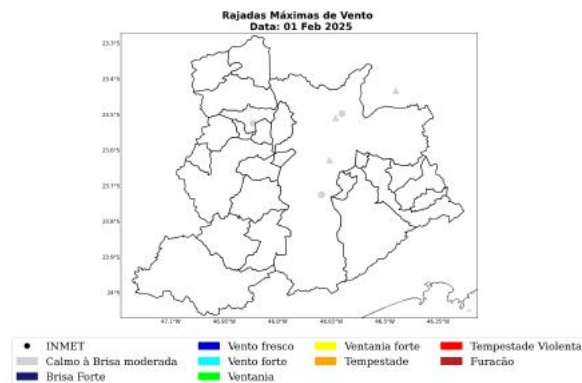 Rajadas Máximas de Vento
Data: 01 Feb 2025
23.3°S
23.4°S
23.5°S
23.6°S
23.7°S
23.8°S
23.9°S
24°S
47.1°W
46.95°W
46.8°W
46.65°W
46.5°W
46.35°W
INMET
Calmo à Brisa moderada
Brisa Forte
Vento fresco
Vento forte
Ventania
Ventania forte
Tempestade
Tempestade Violenta
Furacão